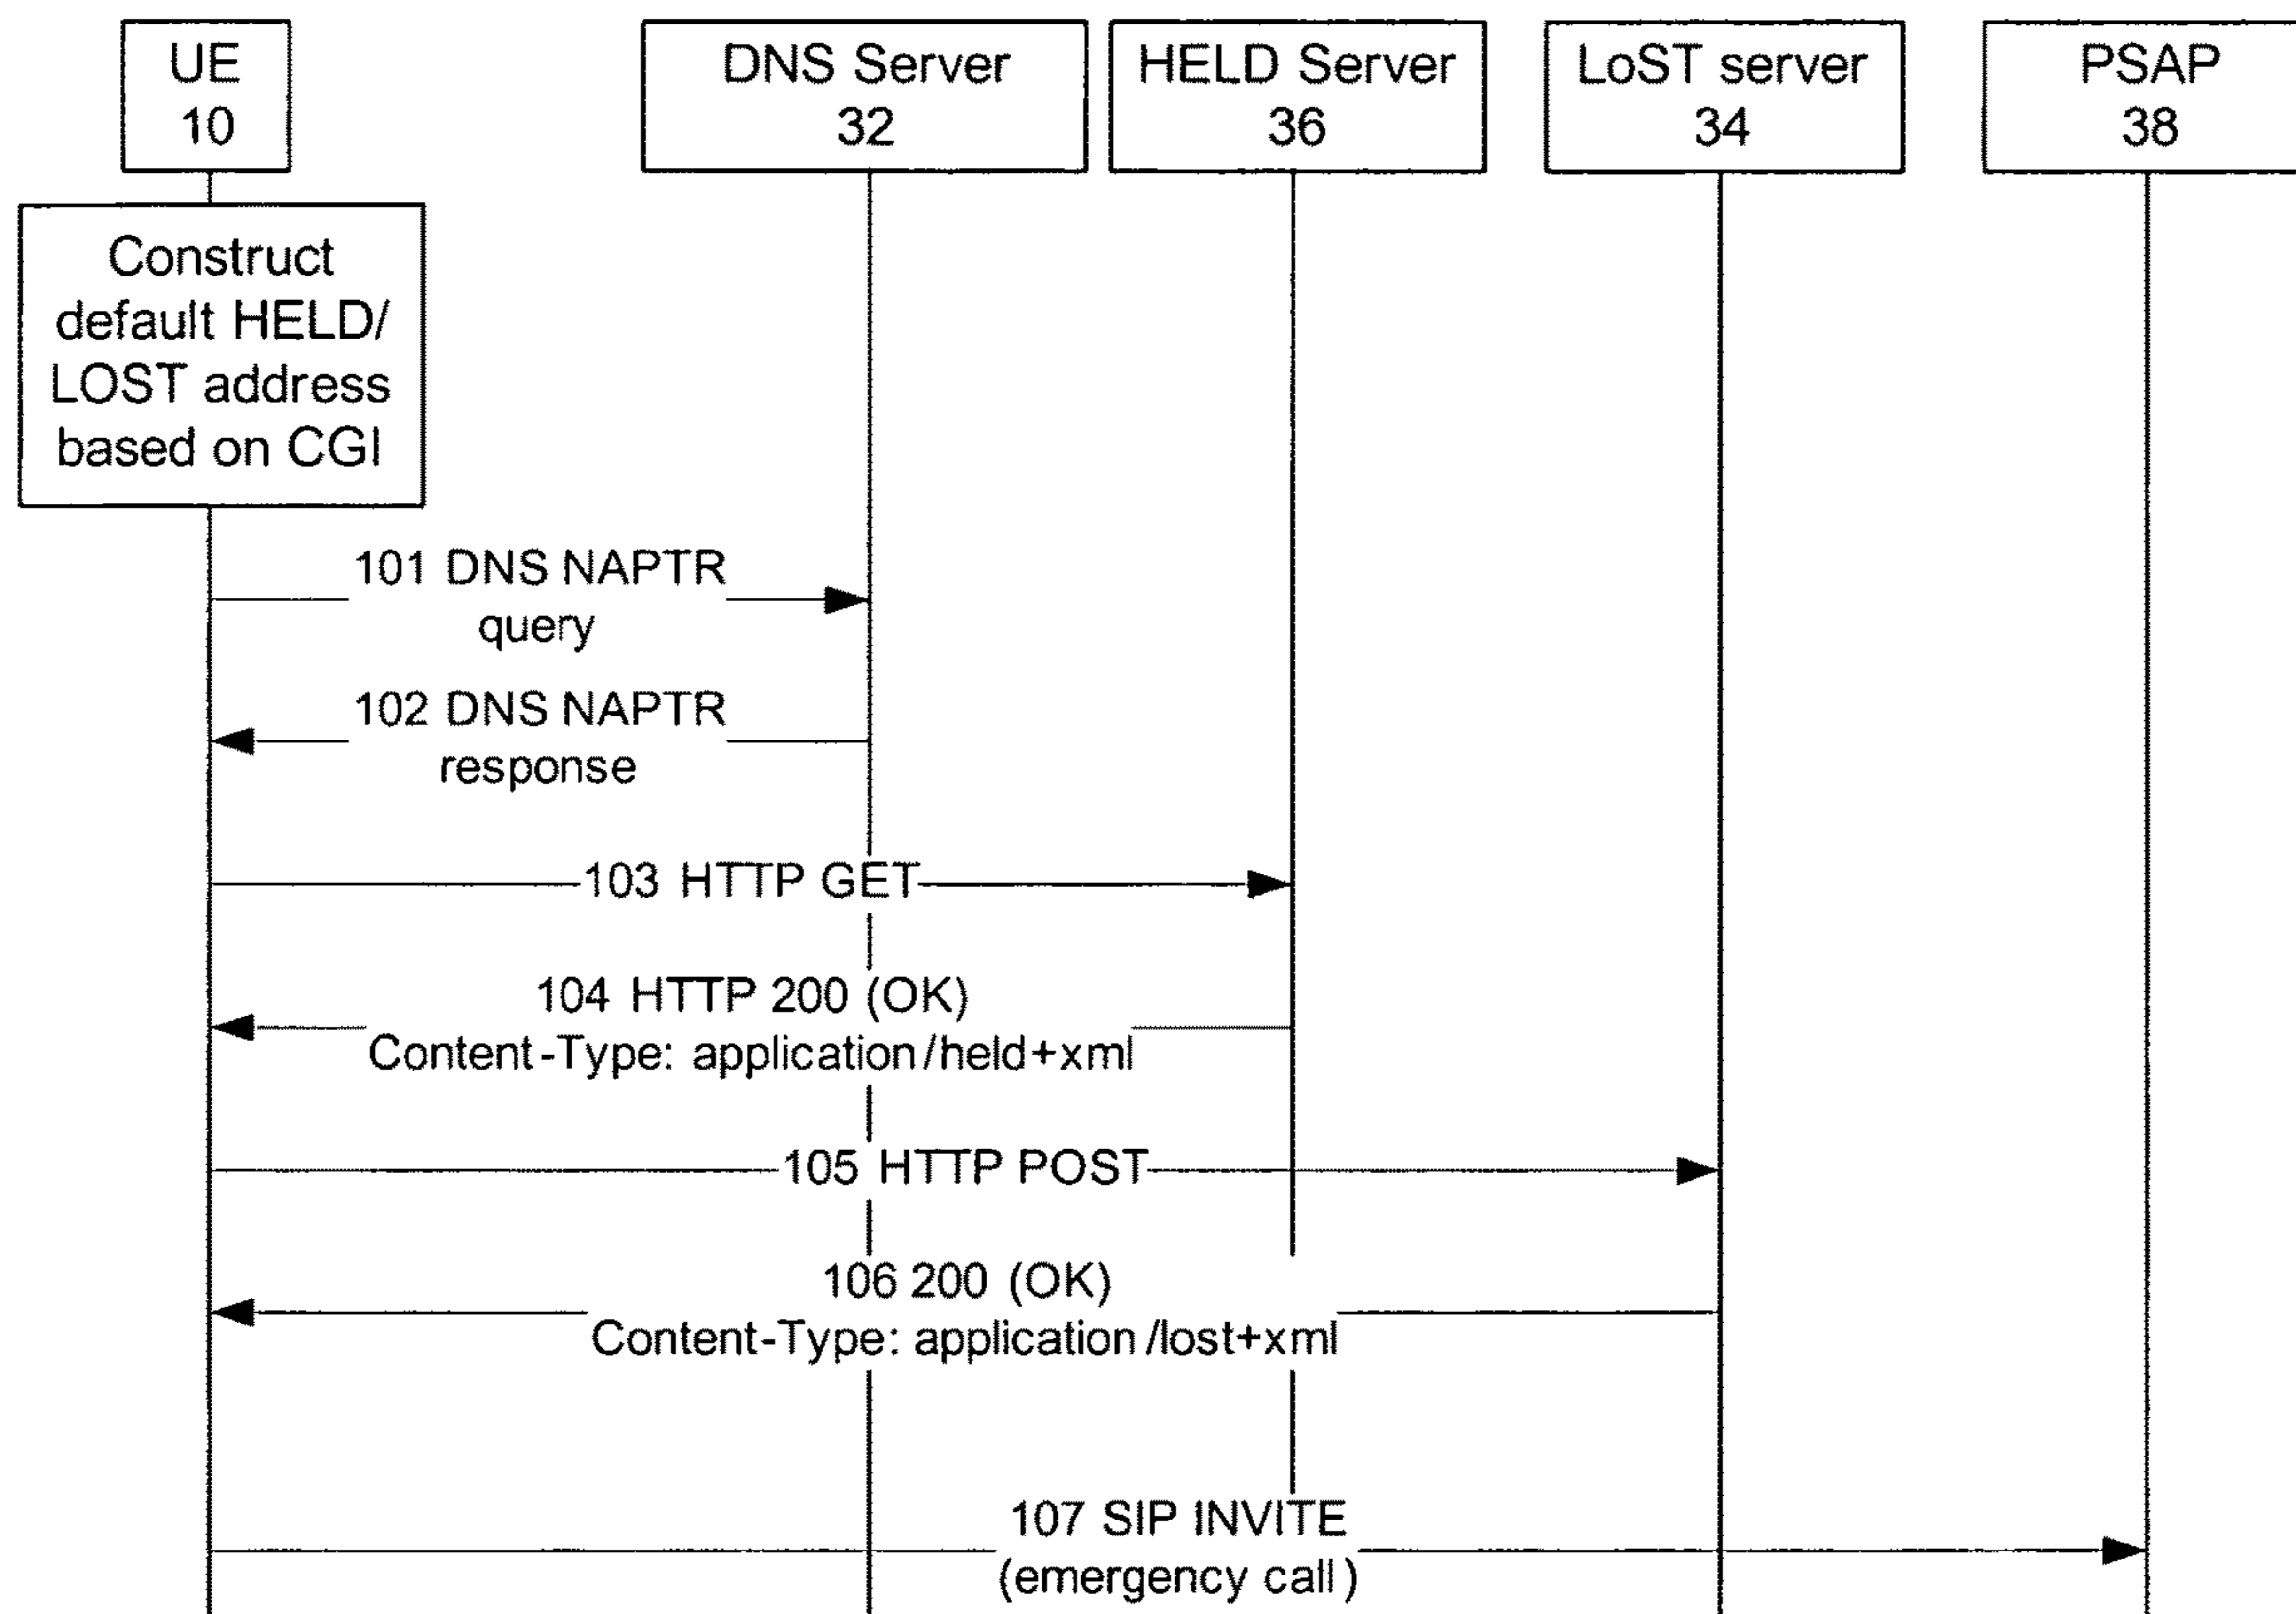 UE
10
DNS Server
32
HELD Server
36
LoST server
34
PSAP
38
Construct
default HELD/
LOST address
based on CGI
101 DNS NAPTR
query
102 DNS NAPTR
response
103 HTTP GET
104 HTTP 200 (OK)
Content-Type: application/held+xml
105 HTTP POST
106 200 (OK)
Content-Type: application/lost+xml
107 SIP INVITE
(emergency call)